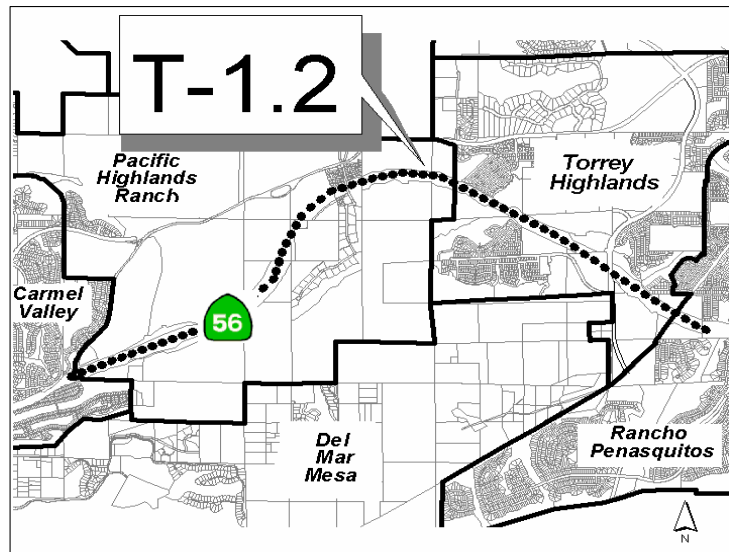 T-1.2
Pacific
Highlands
Ranch
Torrey
Highlands
Carmel
Valley
56
Del
Mar
Mesa
Rancho
Penasquitos
N